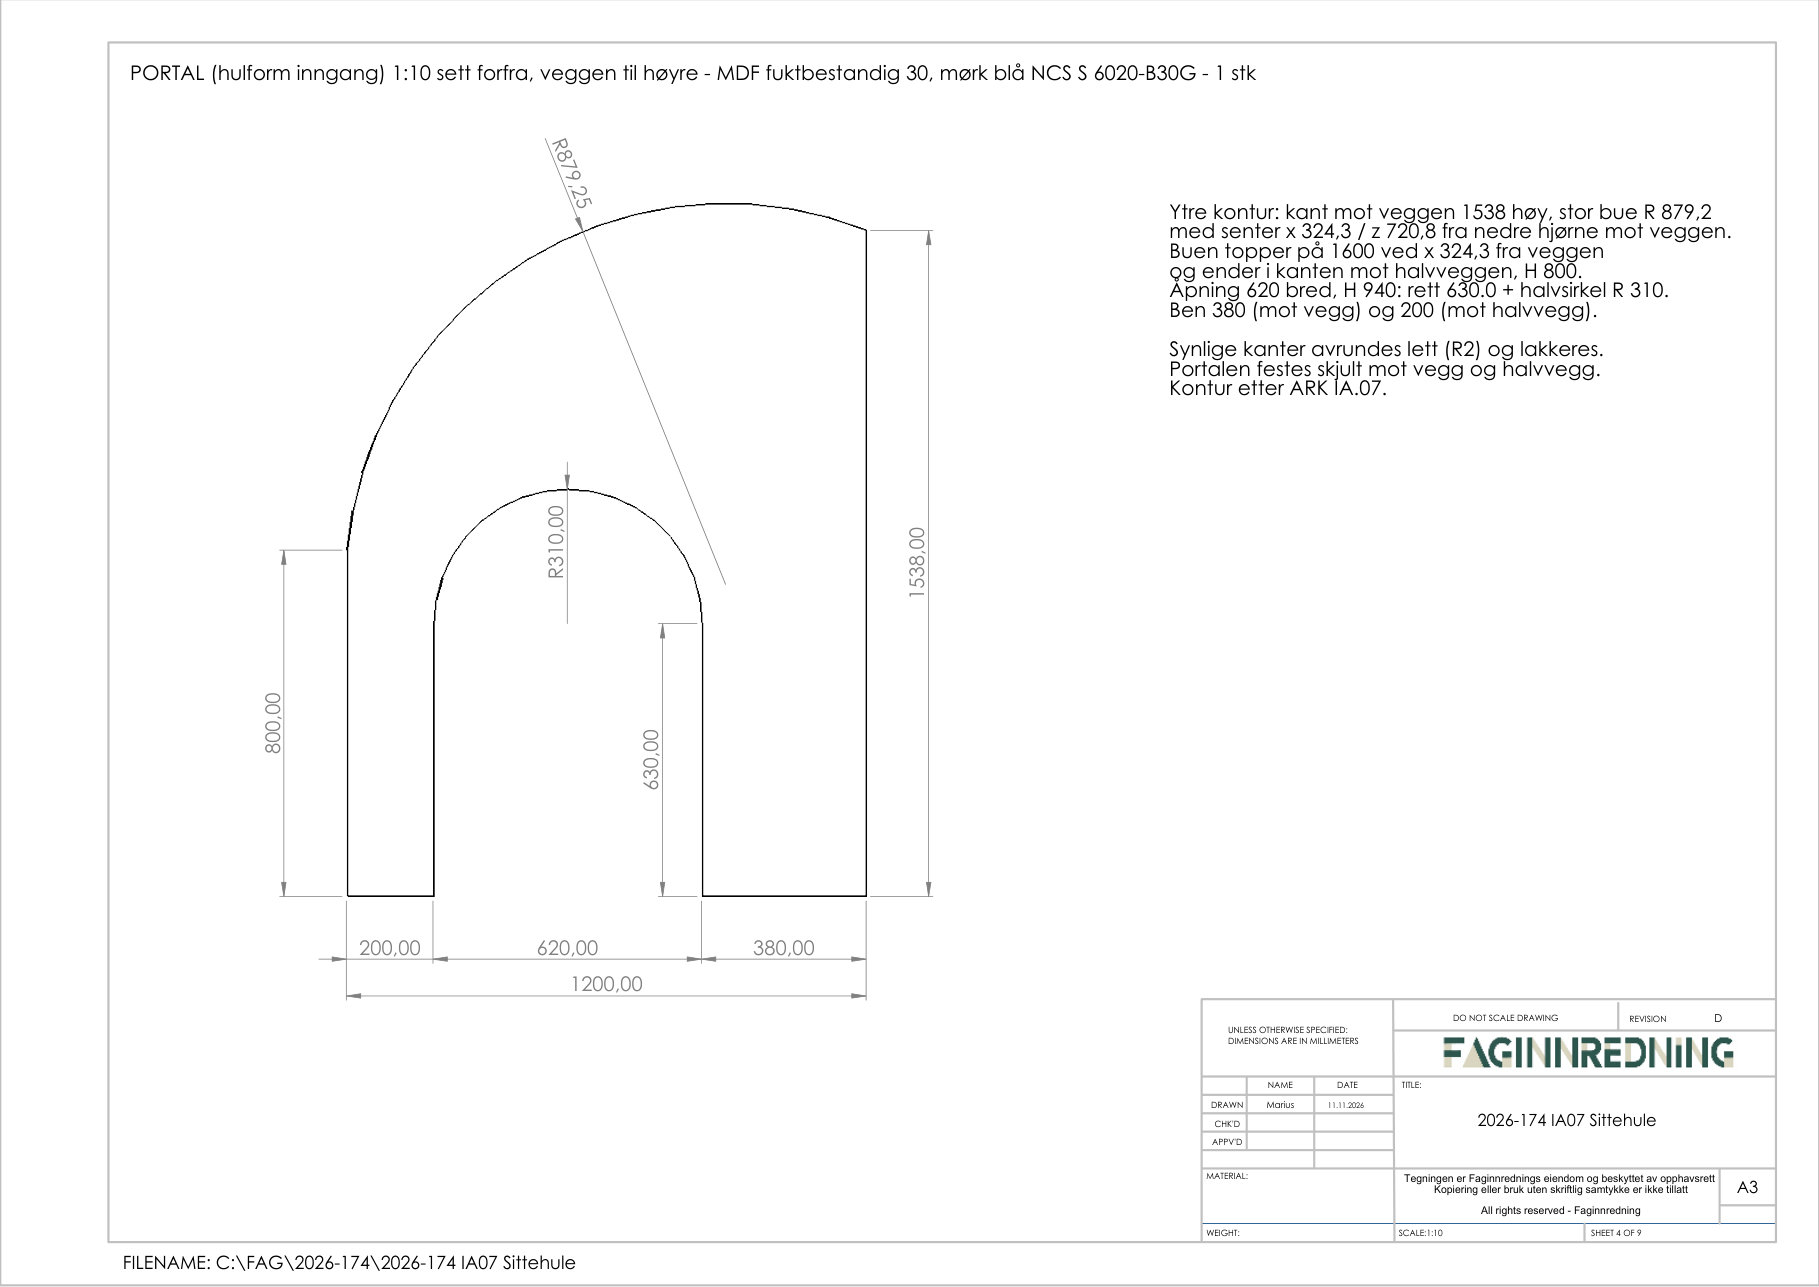 PORTAL (hulform inngang) 1:10 sett forfra, veggen til høyre - MDF fuktbestandig 30, mørk blå NCS S 6020-B30G - 1 stk
R879,25
Ytre kontur: kant mot veggen 1538 høy, stor bue R 879,2
med senter x 324,3 / z 720,8 fra nedre hjørne mot veggen.
Buen topper på 1600 ved x 324,3 fra veggen
og ender i kanten mot halvveggen, H 800.
Åpning 620 bred, H 940: rett 630.0 + halvsirkel R 310.
Ben 380 (mot vegg) og 200 (mot halvvegg).
Synlige kanter avrundes lett (R2) og lakkeres.
Portalen festes skjult mot vegg og halvvegg.
Kontur etter ARK IA.07.
R310,00
1538,00
800,00
630,00
200,00
620,00
380,00
1200,00
UNLESS OTHERWISE SPECIFIED:
DIMENSIONS ARE IN MILLIMETERS
DO NOT SCALE DRAWING
REVISION
D
FAGINNREDNING
NAME
DATE
TITLE:
DRAWN
Marius
11.11.2026
CHK'D
APPV'D
2026-174 IA07 Sittehule
MATERIAL:
Tegningen er Faginnrednings eiendom og beskyttet av opphavsrett
Kopiering eller bruk uten skriftlig samtykke er ikke tillatt
All rights reserved - Faginnredning
A3
WEIGHT:
SCALE:1:10
SHEET 4 OF 9
FILENAME: C:\FAG\2026-174\2026-174 IA07 Sittehule